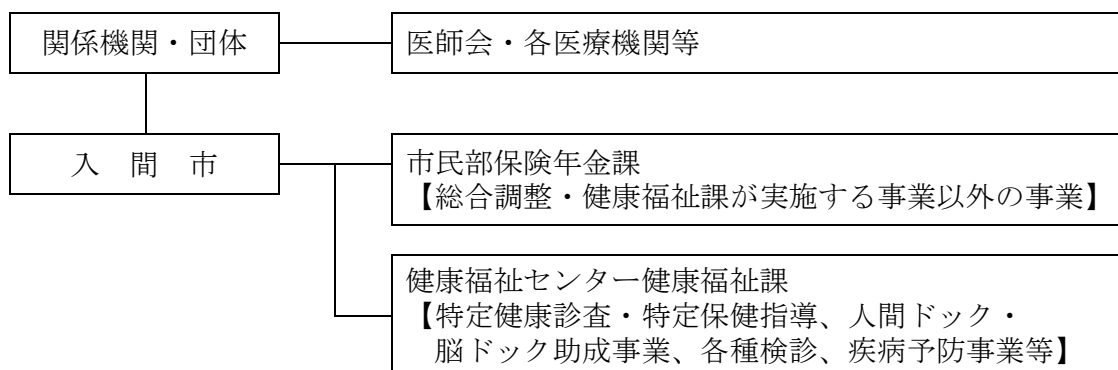 関係機関・団体
医師会・各医療機関等
入間市
市民部保険年金課
【総合調整・健康福祉課が実施する事業以外の事業】
健康福祉センター健康福祉課
【特定健康診査・特定保健指導、人間ドック・
脳ドック助成事業、各種検診、疾病予防事業等】